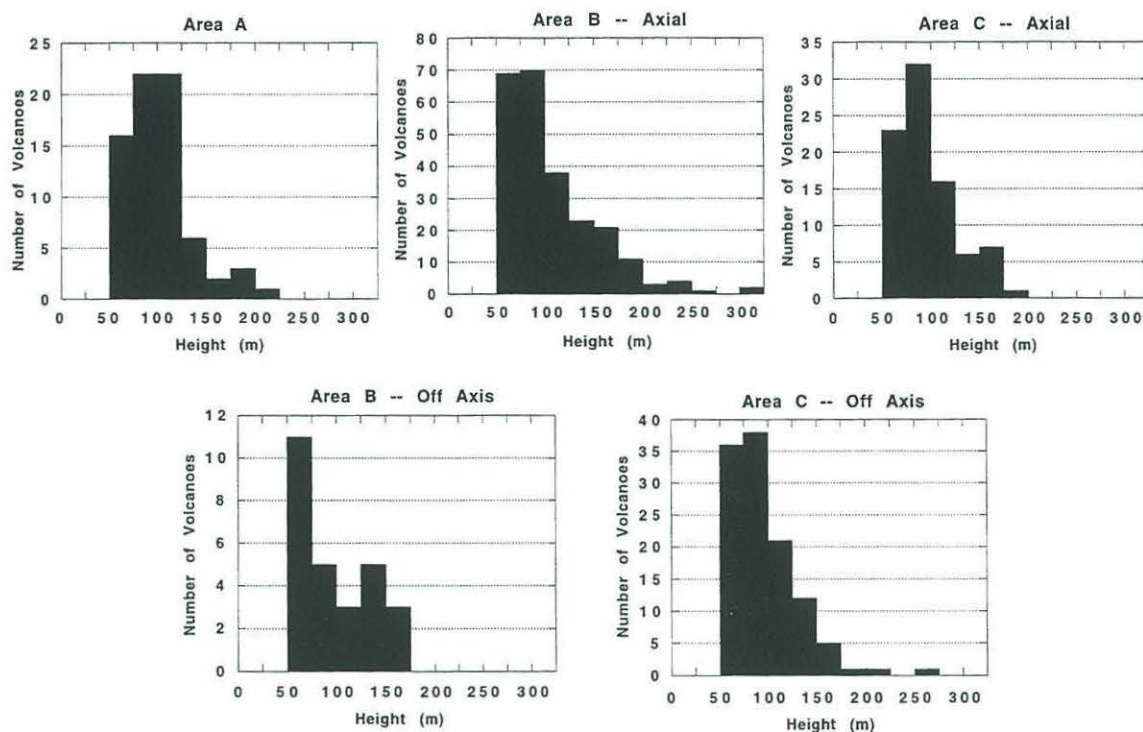 Area A
Number of Volcanoes
25
20
15
10
5
0
0 50 100 150 200 250 300
Height (m)
Area B -- Axial
Number of Volcanoes
80
70
60
50
40
30
20
10
0
0 50 100 150 200 250 300
Height (m)
Area C -- Axial
Number of Volcanoes
35
30
25
20
15
10
5
0
0 50 100 150 200 250 300
Height (m)
Area B -- Off Axis
Number of Volcanoes
12
10
8
6
4
2
0
0 50 100 150 200 250 300
Height (m)
Area C -- Off Axis
Number of Volcanoes
40
35
30
25
20
15
10
5
0
0 50 100 150 200 250 300
Height (m)